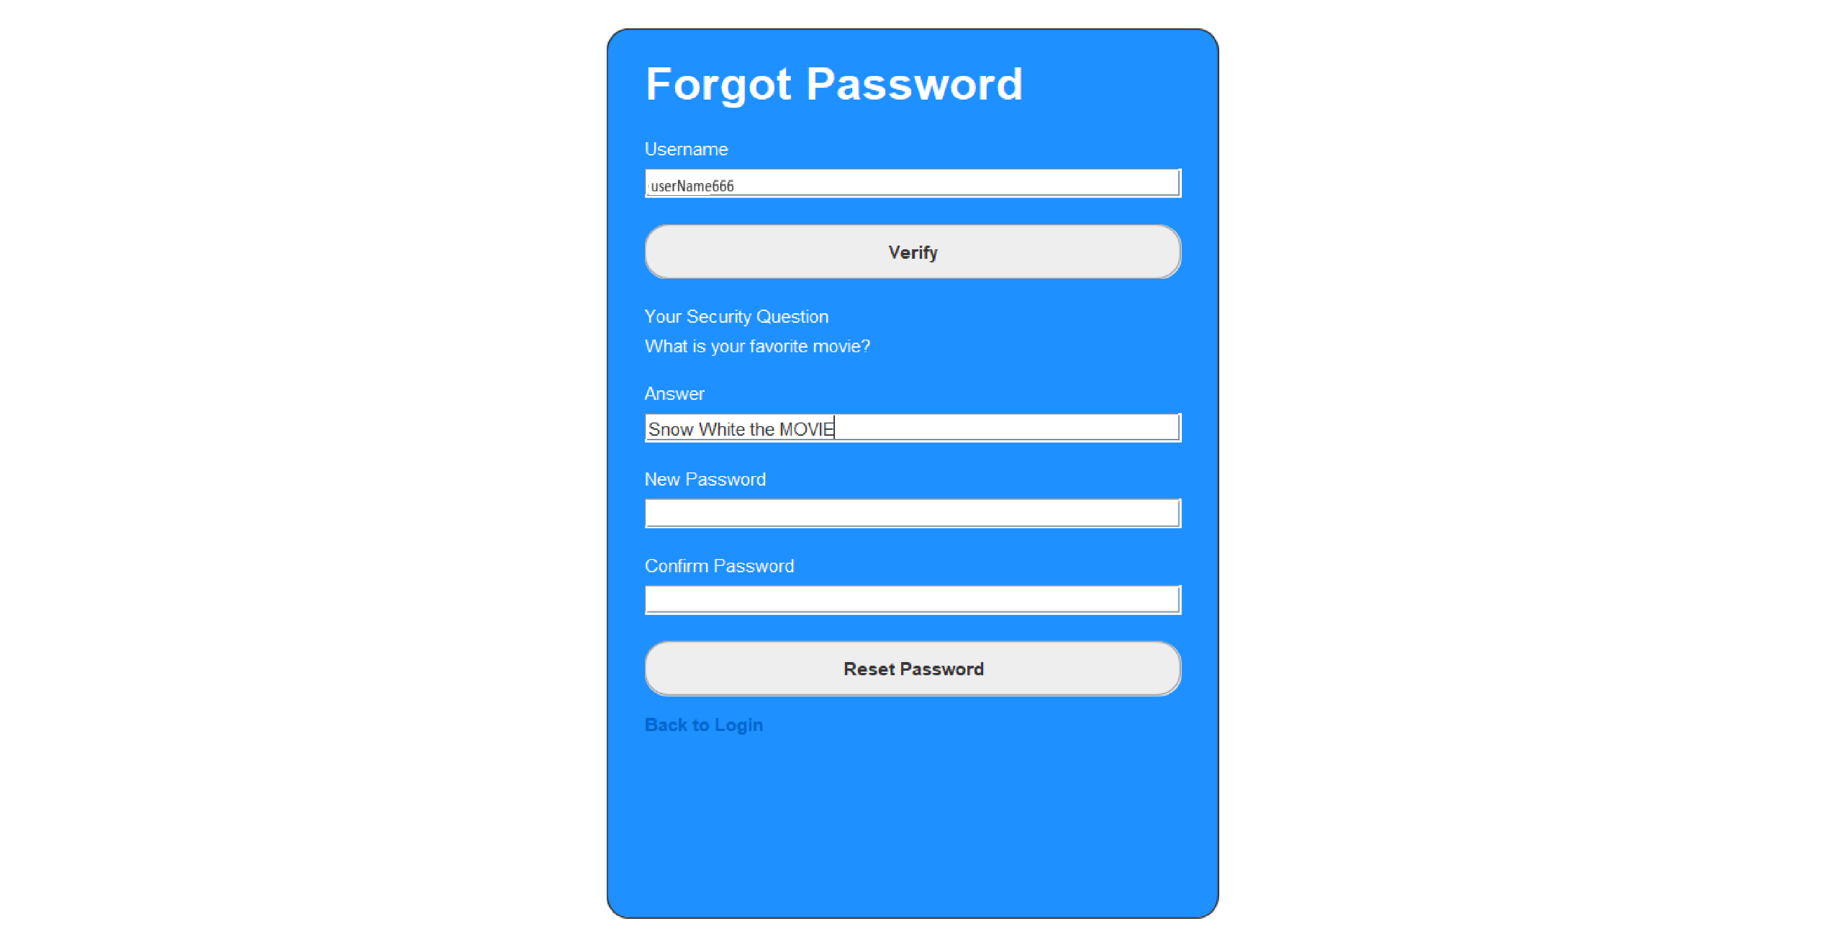 Forgot Password
Username
userName666
Verify
Your Security Question
What is your favorite movie?
Answer
Snow White the MOVIE
New Password
Confirm Password
Reset Password
Back to Login